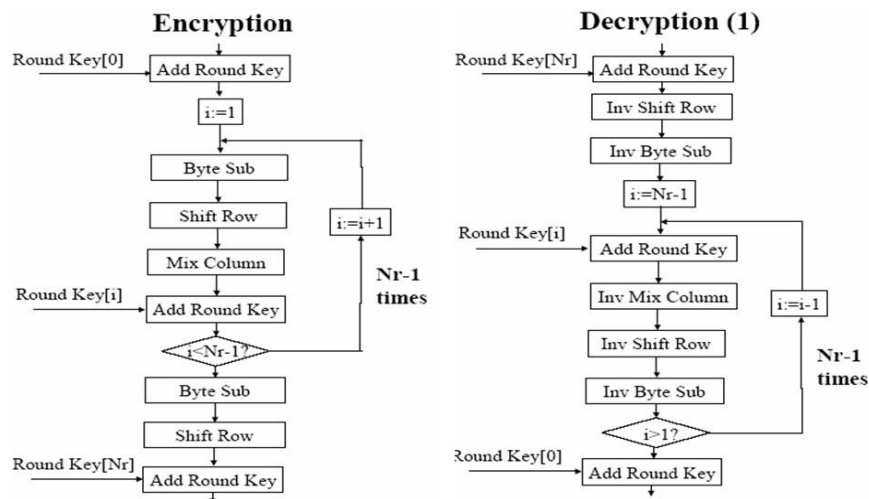 Encryption
Round Key[0]
Add Round Key
i:=1
Byte Sub
Shift Row
i:=i+1
Mix Column
Nr-1
times
Round Key[i]
Add Round Key
i<Nr-1?
Byte Sub
Shift Row
Round Key[Nr]
Add Round Key
Decryption (1)
Round Key[Nr]
Add Round Key
Inv Shift Row
Inv Byte Sub
i:=Nr-1
Round Key[i]
Add Round Key
Inv Mix Column
i:=i-1
Inv Shift Row
Nr-1
times
Inv Byte Sub
i>1?
Round Key[0]
Add Round Key